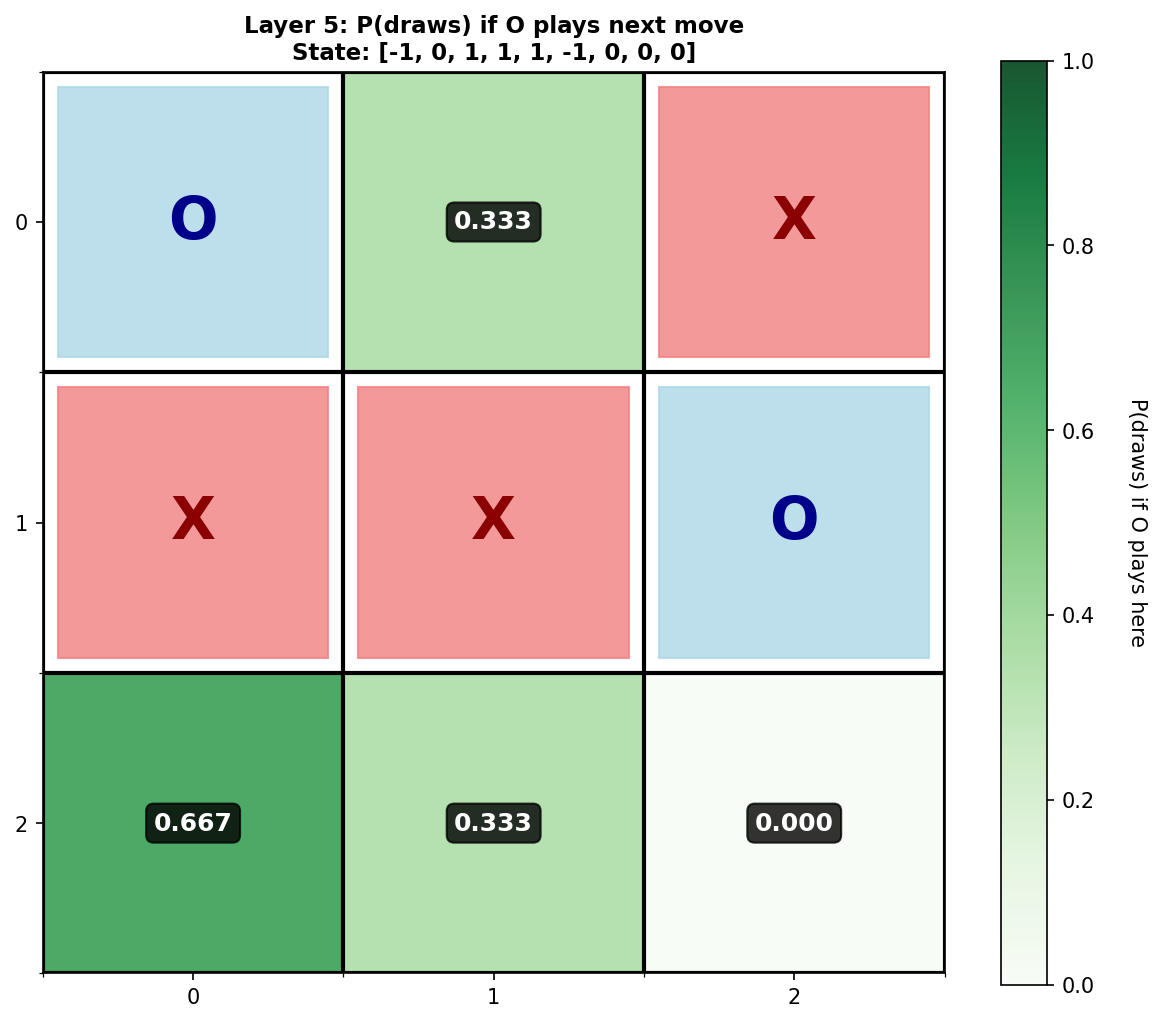 Layer 5: P(draws) if O plays next move
State: [-1, 0, 1, 1, 1, -1, 0, 0, 0]
0
O
0.333
X
1
X
X
O
2
0.667
0.333
0.000
0
1
2
1.0
0.8
0.6
0.4
0.2
0.0
P(draws) if O plays here